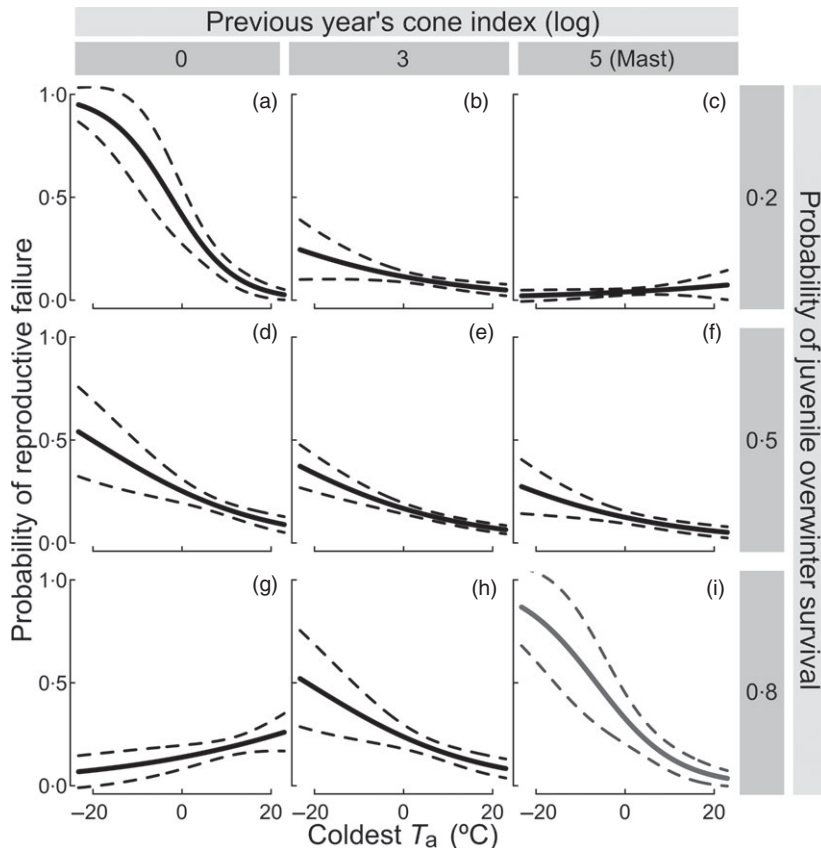 Previous year's cone index (log)
0 3 5 (Mast)
Probability of reproductive failure
Probability of juvenile overwinter survival
1·0 (a) (b) (c)
0·5 0·2
0·0
1·0 (d) (e) (f)
0·5 0·5
0·0
1·0 (g) (h) (i)
0·5 0·8
0·0
–20 0 20 –20 0 20 –20 0 20
Coldest Ta (ºC)